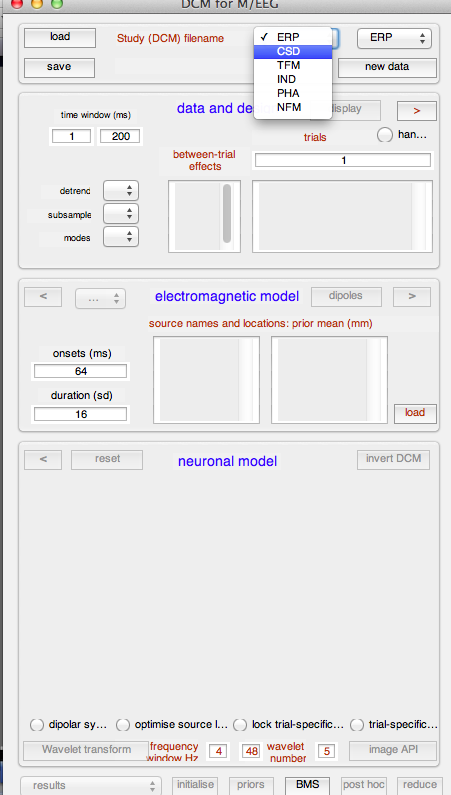 DCM for M/EEG
load
Study (DCM) filename
✓ ERP
CSD
TFM
IND
PHA
NFM
ERP
save
new data
time window (ms)
data and de
display
>
1
200
trials
han...
between-trial
effects
1
detrend
subsample
modes
<
...
electromagnetic model
dipoles
>
source names and locations: prior mean (mm)
onsets (ms)
64
duration (sd)
16
load
<
reset
neuronal model
invert DCM
dipolar sy...
optimise source l...
lock trial-specific...
trial-specific...
Wavelet transform
frequency
window Hz
4
48
wavelet
number
5
image API
results
initialise
priors
BMS
post hoc
reduce